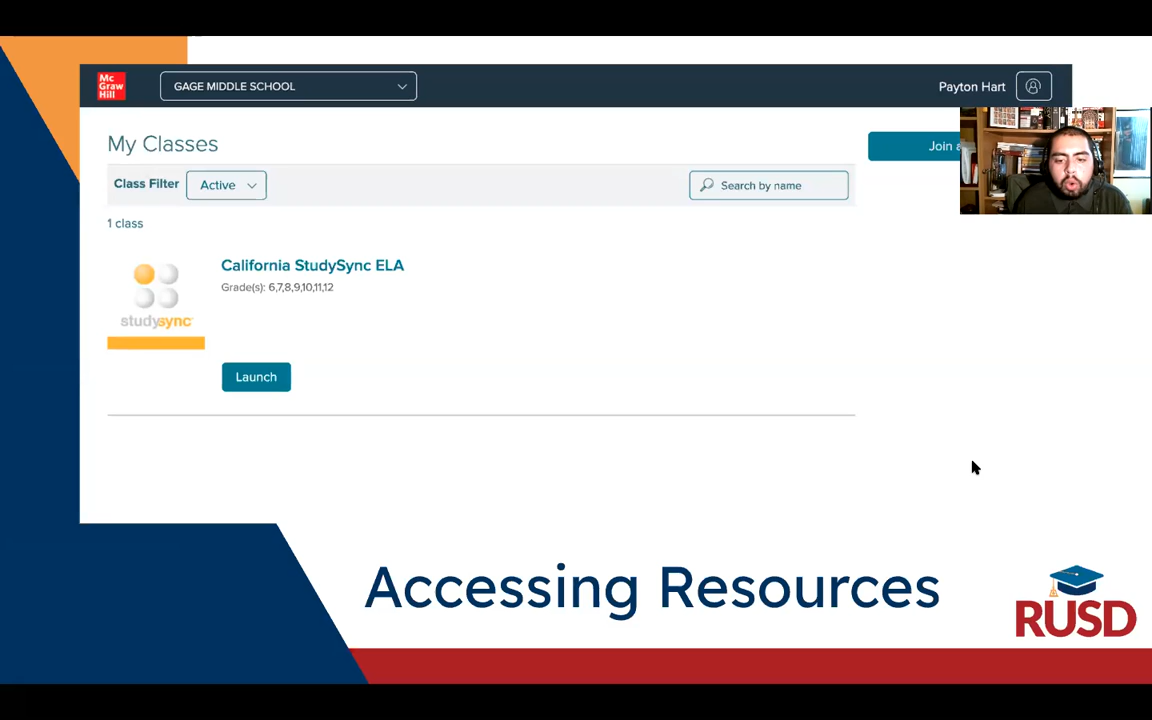 Mc
Graw
Hill
GAGE MIDDLE SCHOOL
Payton Hart
My Classes
Join a
Class Filter
Active
Search by name
1 class
California StudySync ELA
Grade(s): 6,7,8,9,10,11,12
studysync
Launch
Accessing Resources
RUSD